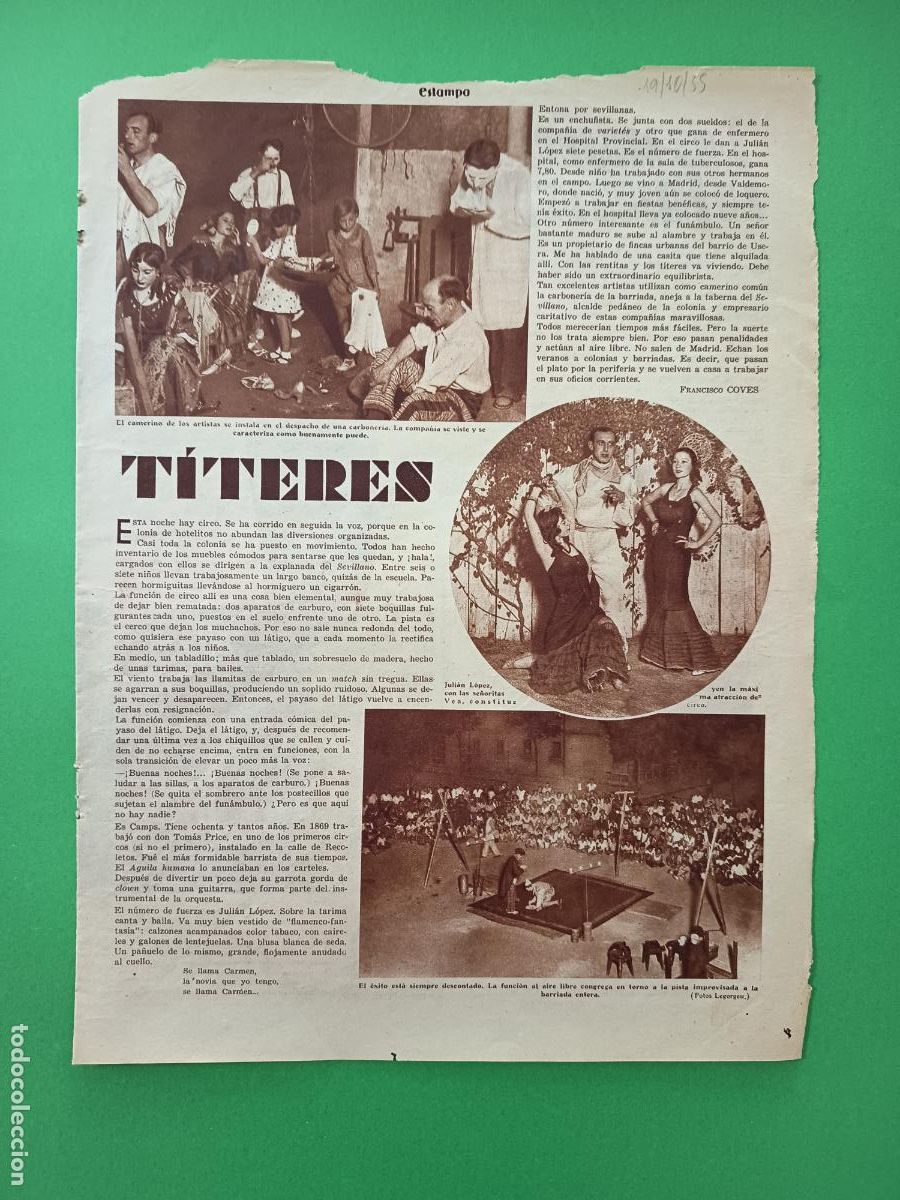 Estampa
19/10/35
El camerino de los artistas se instala en el despacho de una carbonería. La compañía se viste y se
caracteriza como buenamente puede.
TÍTERES
ESTA noche hay circo. Se ha corrido en seguida la voz, porque en la co-
lonia de hotelitos no abundan las diversiones organizadas.
Casi toda la colonia se ha puesto en movimiento. Todos han hecho
inventario de los muebles cómodos para sentarse que les quedan, y ¡hala!,
cargados con ellos se dirigen a la explanada del Sevillano. Entre seis o
siete niños llevan trabajosamente un largo banco, quizás de la escuela. Pa-
recen hormiguitas llevándose al hormiguero un cigarrón.
La función de circo allí es una cosa bien elemental, aunque muy trabajosa
de dejar bien rematada: dos aparatos de carburo, con siete boquillas ful-
gurantes cada uno, puestos en el suelo enfrente uno de otro. La pista es
el cerco que dejan los muchachos. Por eso no sale nunca redonda del todo,
como quisiera ese payaso con un látigo, que a cada momento la rectifica
echando atrás a los niños.
En medio, un tabladillo; más que tablado, un sobresuelo de madera, hecho
de unas tarimas, para bailes.
El viento trabaja las llamitas de carburo en un match sin tregua. Ellas
se agarran a sus boquillas, produciendo un soplido ruidoso. Algunas se de-
jan vencer y desaparecen. Entonces, el payaso del látigo vuelve a encen-
derlas con resignación.
La función comienza con una entrada cómica del pa-
yaso del látigo. Deja el látigo, y, después de recomen-
dar una última vez a los chiquillos que se callen y cui-
den de no echarse encima, entra en funciones, con la
sola transición de elevar un poco más la voz:
—¡Buenas noches!... ¡Buenas noches! (Se pone a sa-
ludar a las sillas, a los aparatos de carburo.) ¡Buenas
noches! (Se quita el sombrero ante los postecillos que
sujetan el alambre del funámbulo.) ¿Pero es que aquí
no hay nadie?
Es Camps. Tiene ochenta y tantos años. En 1869 tra-
bajó con don Tomás Price, en uno de los primeros cir-
cos (si no el primero), instalado en la calle de Reco-
letos. Fué el más formidable barrista de sus tiempos.
El Aguila humana lo anunciaban en los carteles.
Después de divertir un poco deja su garrota gorda de
clown y toma una guitarra, que forma parte del ins-
trumental de la orquesta.
El número de fuerza es Julián López. Sobre la tarima
canta y baila. Va muy bien vestido de "flamenco-fan-
tasía": calzones acampanados color tabaco, con caire-
les y galones de lentejuelas. Una blusa blanca de seda.
Un pañuelo de lo mismo, grande, flojamente anudado
al cuello.
Se llama Carmen,
la novia que yo tengo,
se llama Carmen...
Entona por sevillanas.
Es un enchufista. Se junta con dos sueldos: el de la
compañía de varietés y otro que gana de enfermero
en el Hospital Provincial. En el circo le dan a Julián
López siete pesetas. Es el número de fuerza. En el hos-
pital, como enfermero de la sala de tuberculosos, gana
7,80. Desde niño ha trabajado con sus otros hermanos
en el campo. Luego se vino a Madrid, desde Valdemo-
ro, donde nació, y muy joven aún se colocó de loquero.
Empezó a trabajar en fiestas benéficas, y siempre te-
nía éxito. En el hospital lleva ya colocado nueve años...
Otro número interesante es el funámbulo. Un señor
bastante maduro se sube al alambre y trabaja en él.
Es un propietario de fincas urbanas del barrio de Use-
ra. Me ha hablado de una casita que tiene alquilada
allí. Con las rentitas y los títeres va viviendo. Debe
haber sido un extraordinario equilibrista.
Tan excelentes artistas utilizan como camerino común
la carbonería de la barriada, aneja a la taberna del Se-
villano, alcalde pedáneo de la colonia y empresario
caritativo de estas compañías maravillosas.
Todos merecerían tiempos más fáciles. Pero la suerte
no los trata siempre bien. Por eso pasan penalidades
y actúan al aire libre. No salen de Madrid. Echan los
veranos a colonias y barriadas. Es decir, que pasan
el plato por la periferia y se vuelven a casa a trabajar
en sus oficios corrientes.
FRANCISCO COVES
Julián López,
con las señoritas
Vea, constitu
yen la máxi
ma atracción de
circo.
El éxito está siempre descontado. La función al aire libre congrega en torno a la pista improvisada a la
barriada entera.
(Fotos Legorgeu.)
todocoleccion